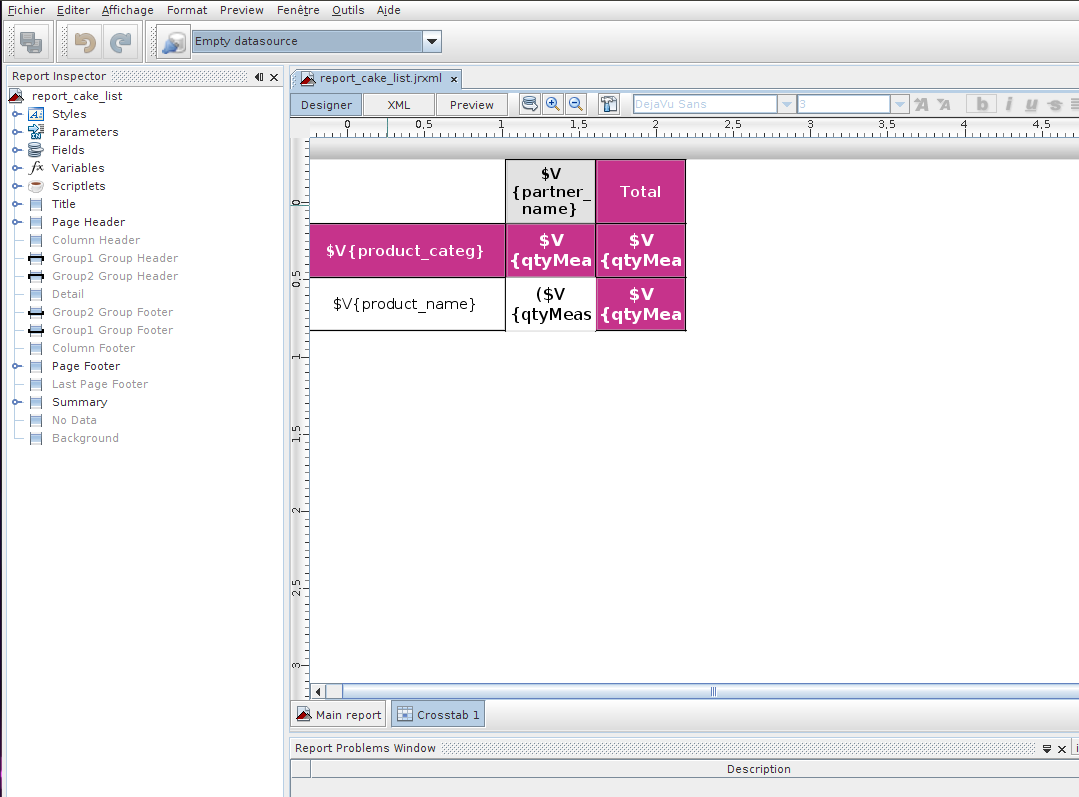 Fichier Editer Affichage Format Preview Fenêtre Outils Aide
Empty datasource
Report Inspector
report_cake_list.jrxml
report_cake_list
Styles
Parameters
Fields
Variables
Scriptlets
Title
Page Header
Column Header
Group1 Group Header
Group2 Group Header
Detail
Group2 Group Footer
Group1 Group Footer
Column Footer
Page Footer
Last Page Footer
Summary
No Data
Background
Designer XML Preview DejaVu Sans 3 A A b i u s
0 0,5 1 1,5 2 2,5 3 3,5 4 4,5
0
0,5
1
1,5
2
2,5
3
$V
{partner_
name}
Total
$V{product_categ}
$V
{qtyMea
$V
{qtyMea
$V{product_name}
($V
{qtyMeas
$V
{qtyMea
Main report Crosstab 1
Report Problems Window
Description